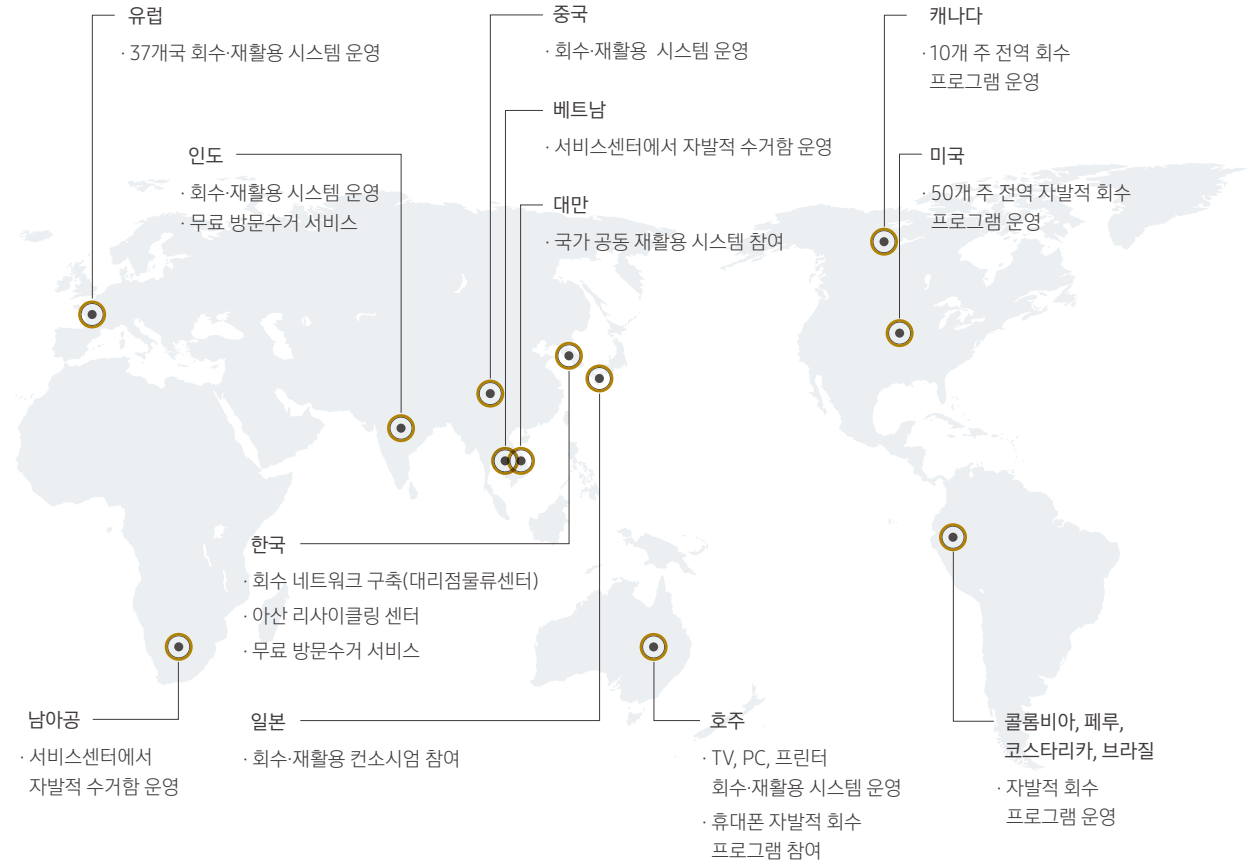 유럽
· 37개국 회수·재활용 시스템 운영
중국
· 회수·재활용 시스템 운영
캐나다
· 10개 주 전역 회수
프로그램 운영
베트남
· 서비스센터에서 자발적 수거함 운영
인도
· 회수·재활용 시스템 운영
· 무료 방문수거 서비스
미국
· 50개 주 전역 자발적 회수
프로그램 운영
대만
· 국가 공동 재활용 시스템 참여
한국
· 회수 네트워크 구축(대리점물류센터)
· 아산 리사이클링 센터
· 무료 방문수거 서비스
남아공
· 서비스센터에서
자발적 수거함 운영
일본
· 회수·재활용 컨소시엄 참여
호주
· TV, PC, 프린터
회수·재활용 시스템 운영
· 휴대폰 자발적 회수
프로그램 참여
콜롬비아, 페루,
코스타리카, 브라질
· 자발적 회수
프로그램 운영